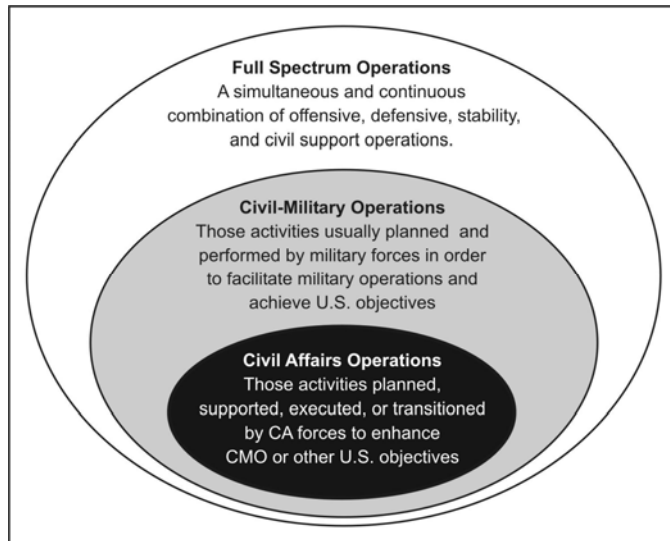 Full Spectrum Operations
A simultaneous and continuous
combination of offensive, defensive, stability,
and civil support operations.
Civil-Military Operations
Those activities usually planned and
performed by military forces in order
to facilitate military operations and
achieve U.S. objectives
Civil Affairs Operations
Those activities planned,
supported, executed, or transitioned
by CA forces to enhance
CMO or other U.S. objectives